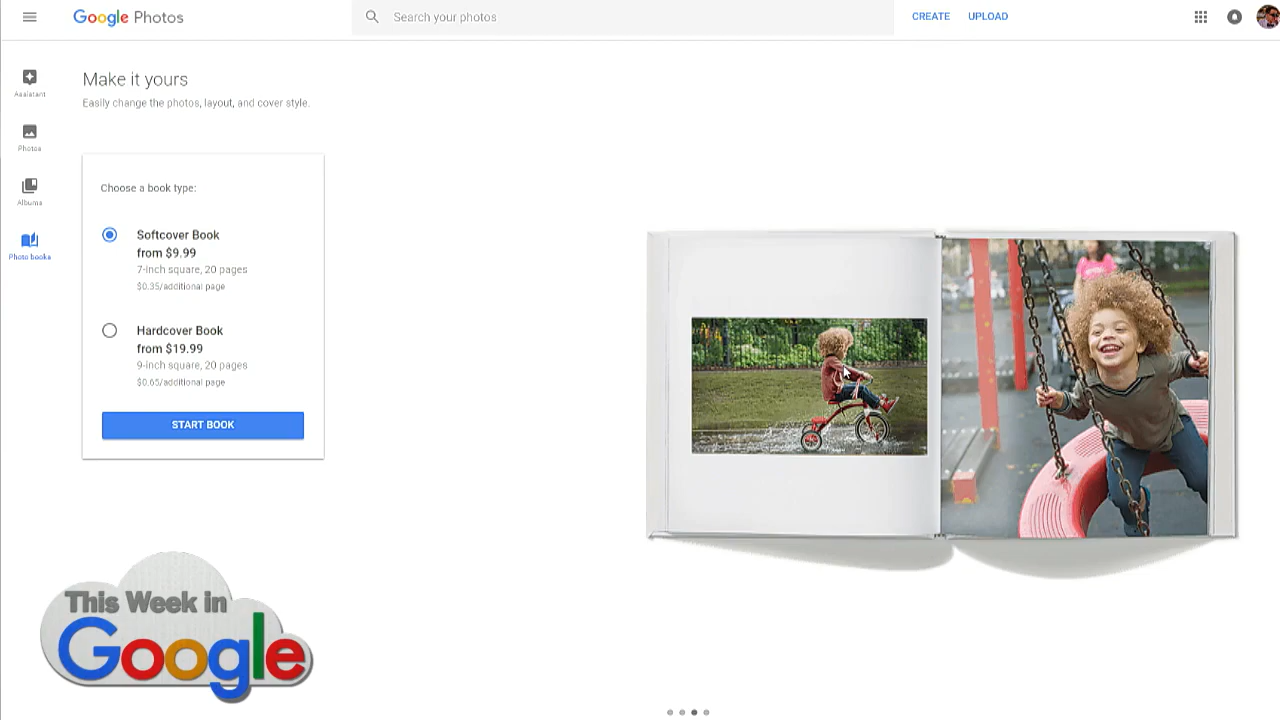 Google Photos
Search your photos
CREATE
UPLOAD
Assistant
Photos
Albums
Photo books
Make it yours
Easily change the photos, layout, and cover style.
Choose a book type:
Softcover Book
from $9.99
7-inch square, 20 pages
$0.35/additional page
Hardcover Book
from $19.99
9-inch square, 20 pages
$0.65/additional page
START BOOK
This Week in
Google